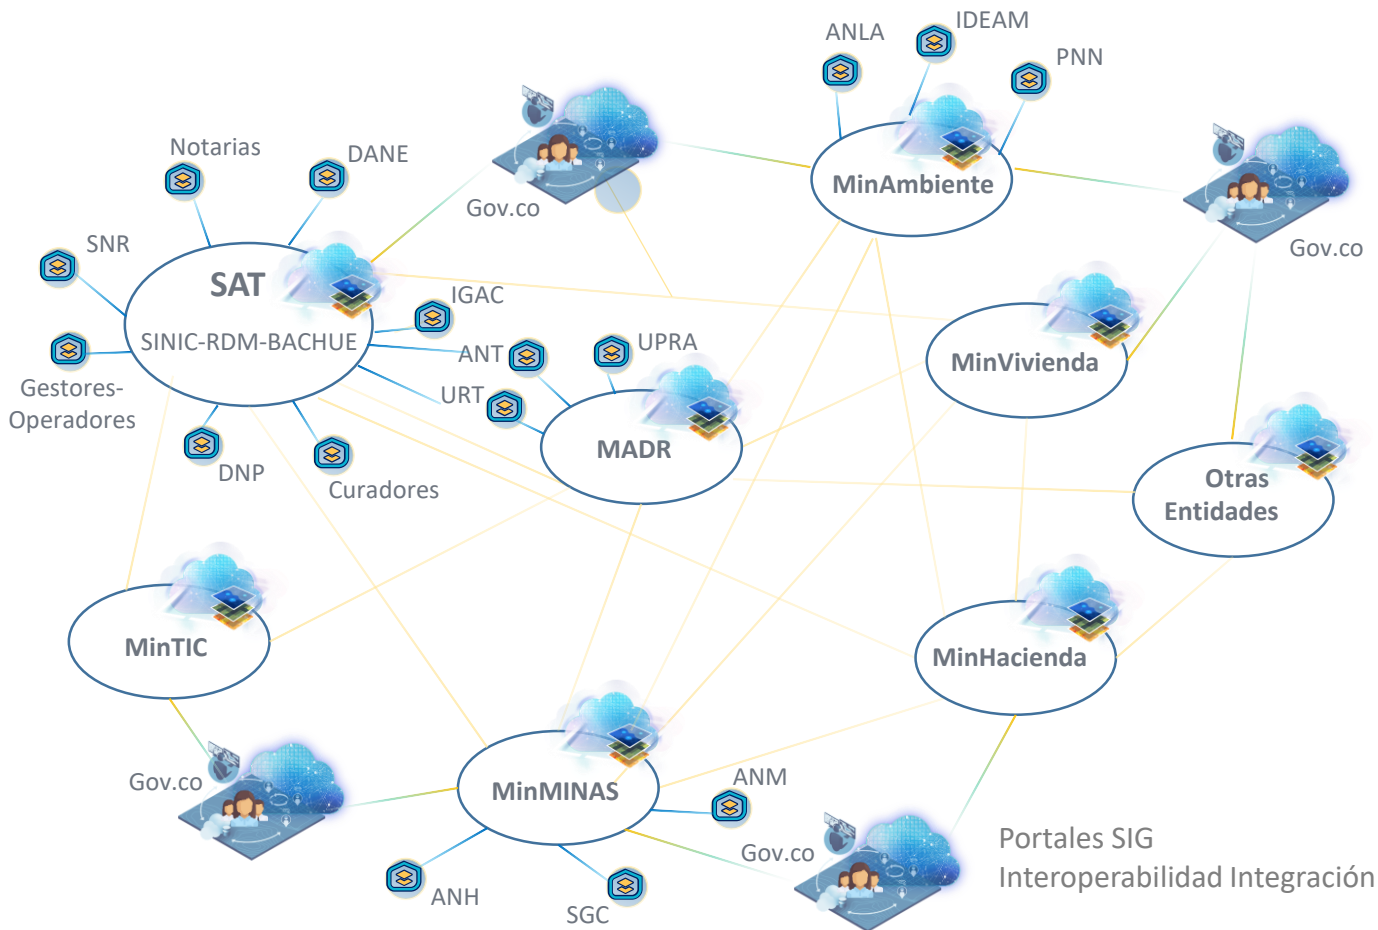 IDEAM
ANLA
PNN
Notarias
DANE
MinAmbiente
Gov.co
SNR
Gov.co
SAT
IGAC
SINIC-RDM-BACHUE
ANT
UPRA
MinVivienda
Gestores-
Operadores
URT
MADR
DNP
Curadores
Otras
Entidades
MinTIC
MinHacienda
Gov.co
MinMINAS
ANM
Gov.co
Portales SIG
Interoperabilidad Integración
ANH
SGC